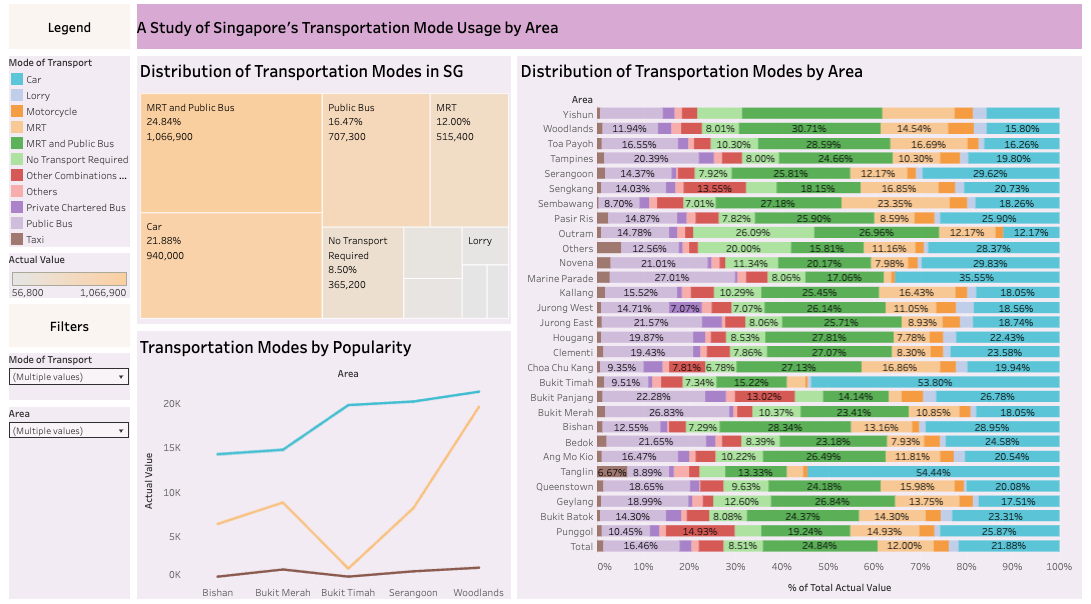 Legend
A Study of Singapore's Transportation Mode Usage by Area
Mode of Transport
Car
Lorry
Motorcycle
MRT
MRT and Public Bus
No Transport Required
Other Combinations ...
Others
Private Chartered Bus
Public Bus
Taxi
Actual Value
56,800 1,066,900
Filters
Mode of Transport
(Multiple values)
Area
(Multiple values)
Distribution of Transportation Modes in SG
MRT and Public Bus
24.84%
1,066,900
Public Bus
16.47%
707,300
MRT
12.00%
515,400
Car
21.88%
940,000
No Transport
Required
8.50%
365,200
Lorry
Transportation Modes by Popularity
Area
Actual Value
20K
15K
10K
5K
0K
Bishan Bukit Merah Bukit Timah Serangoon Woodlands
Distribution of Transportation Modes by Area
Area
Yishun
Woodlands 11.94% 8.01% 30.71% 14.54% 15.80%
Toa Payoh 16.55% 10.30% 28.59% 16.69% 16.26%
Tampines 20.39% 8.00% 24.66% 10.30% 19.80%
Serangoon 14.37% 7.92% 25.81% 12.17% 29.62%
Sengkang 14.03% 13.55% 18.15% 16.85% 20.73%
Sembawang 8.70% 7.01% 27.18% 23.35% 18.26%
Pasir Ris 14.87% 7.82% 25.90% 8.59% 25.90%
Outram 14.78% 26.09% 26.96% 12.17% 12.17%
Others 12.56% 20.00% 15.81% 11.16% 28.37%
Novena 21.01% 11.34% 20.17% 7.98% 29.83%
Marine Parade 27.01% 8.06% 17.06% 35.55%
Kallang 15.52% 10.29% 25.45% 16.43% 18.05%
Jurong West 14.71% 7.07% 7.07% 26.14% 11.05% 18.56%
Jurong East 21.57% 8.06% 25.71% 8.93% 18.74%
Hougang 19.87% 8.53% 27.81% 7.78% 22.43%
Clementi 19.43% 7.86% 27.07% 8.30% 23.58%
Choa Chu Kang 9.35% 7.81% 6.78% 27.13% 16.86% 19.94%
Bukit Timah 9.51% 7.34% 15.22% 53.80%
Bukit Panjang 22.28% 13.02% 14.14% 26.78%
Bukit Merah 26.83% 10.37% 23.41% 10.85% 18.05%
Bishan 12.55% 7.29% 28.34% 13.16% 28.95%
Bedok 21.65% 8.39% 23.18% 7.93% 24.58%
Ang Mo Kio 16.47% 10.22% 26.49% 11.81% 20.54%
Tanglin 6.67% 8.89% 13.33% 54.44%
Queenstown 18.65% 9.63% 24.18% 15.98% 20.08%
Geylang 18.99% 12.60% 26.84% 13.75% 17.51%
Bukit Batok 14.30% 8.08% 24.37% 14.30% 23.31%
Punggol 10.45% 14.93% 19.24% 14.93% 25.87%
Total 16.46% 8.51% 24.84% 12.00% 21.88%
0% 10% 20% 30% 40% 50% 60% 70% 80% 90% 100%
% of Total Actual Value